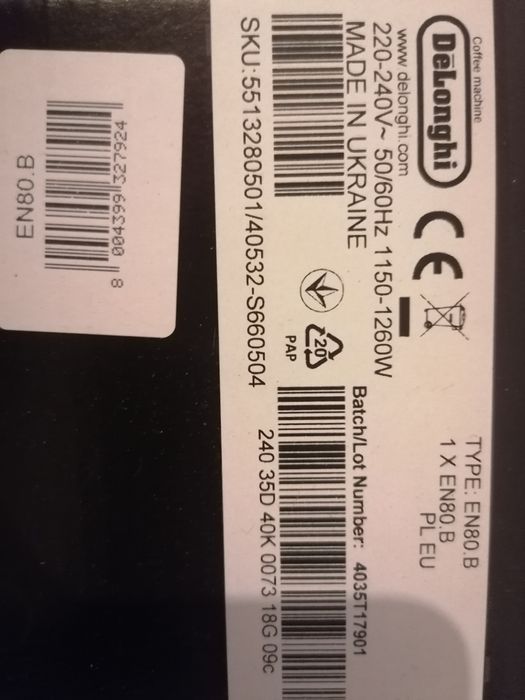 Coffee machine
DeLonghi
www delonghi.com
220-240V~ 50/60Hz 1150-1260W
MADE IN UKRAINE
SKU:5513280501/40532-S660504
CE
20
PAP
TYPE: EN80.B
1 X EN80.B
PL EU
Batch/Lot Number: 4035T17901
240 35D 40K 0073 18G 09c
8 004399 327924
EN80.B